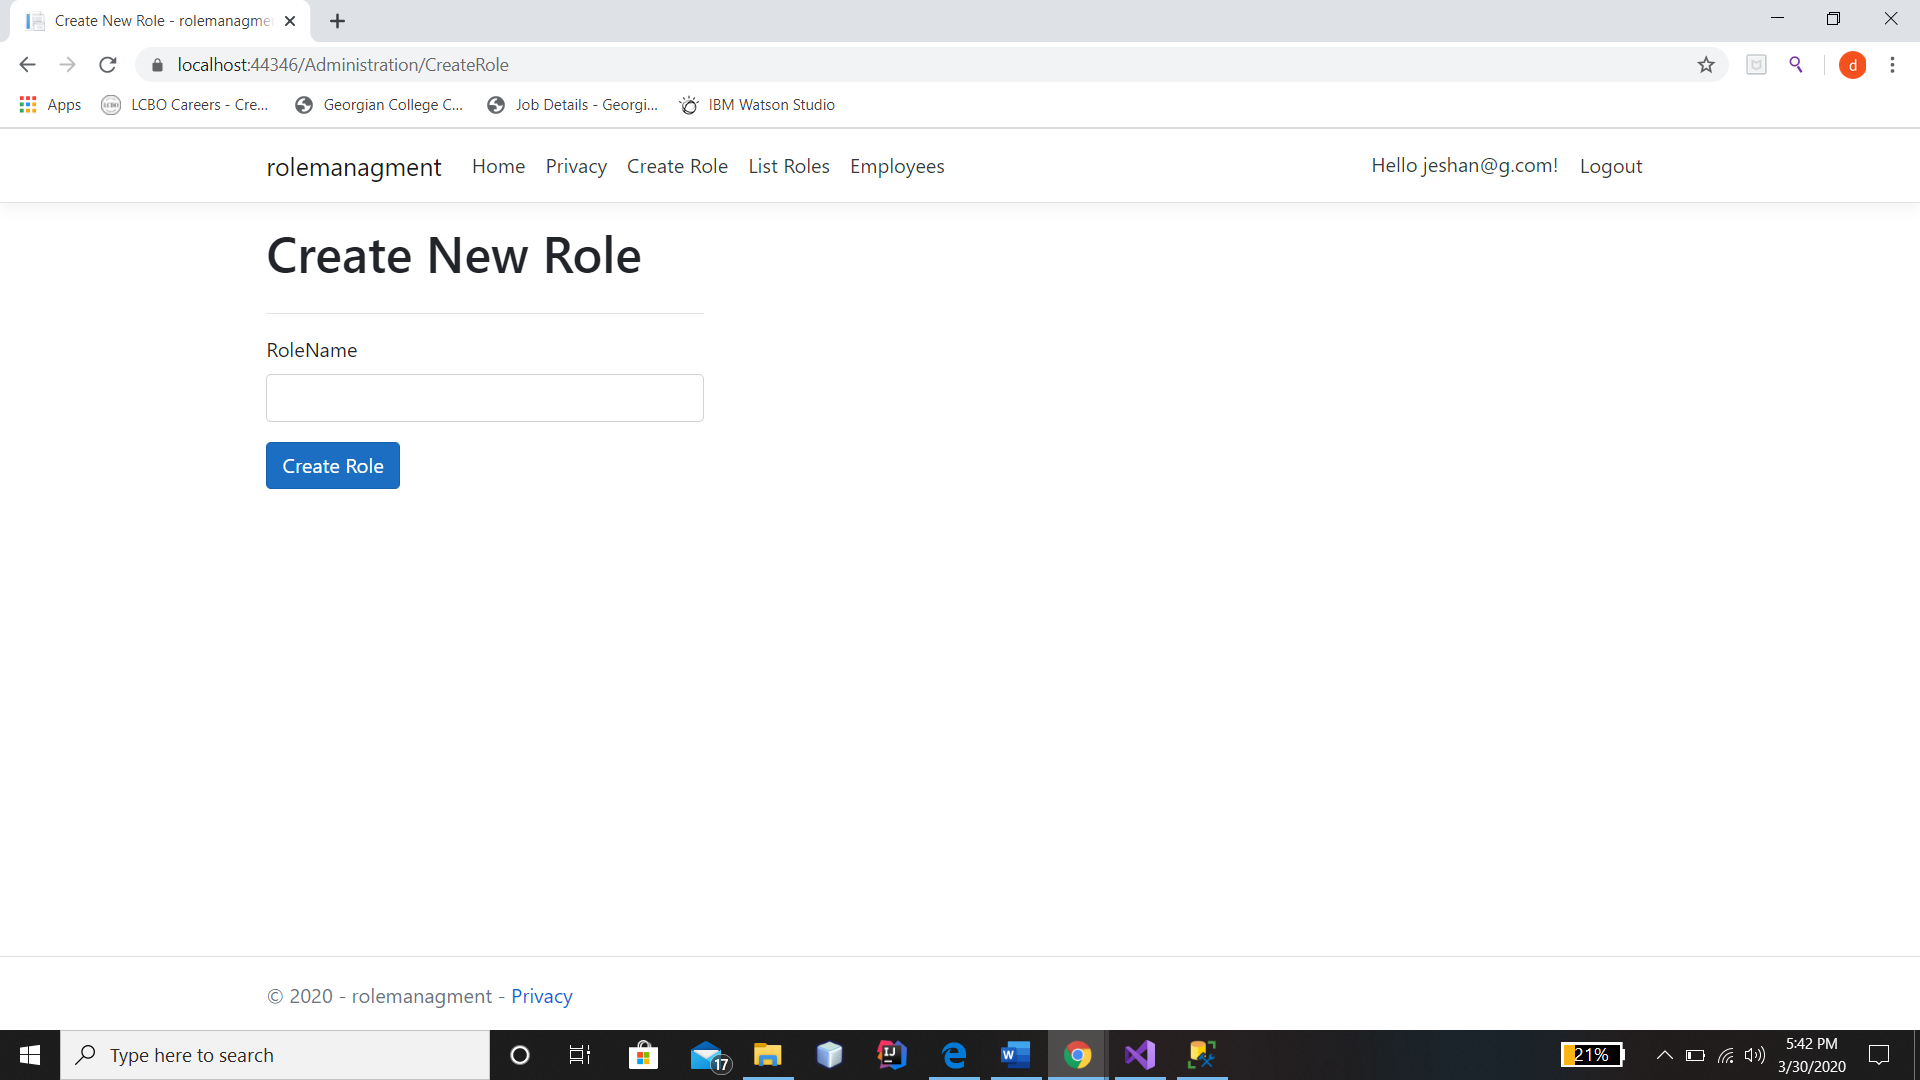 Create New Role - rolemanagme
localhost:44346/Administration/CreateRole
d
Apps
LCBO Careers - Cre...
Georgian College C...
Job Details - Georgi...
IBM Watson Studio
rolemanagment
Home
Privacy
Create Role
List Roles
Employees
Hello jeshan@g.com!
Logout
Create New Role
RoleName
Create Role
© 2020 - rolemanagment - Privacy
Type here to search
17
IJ
W
21%
5:42 PM
3/30/2020